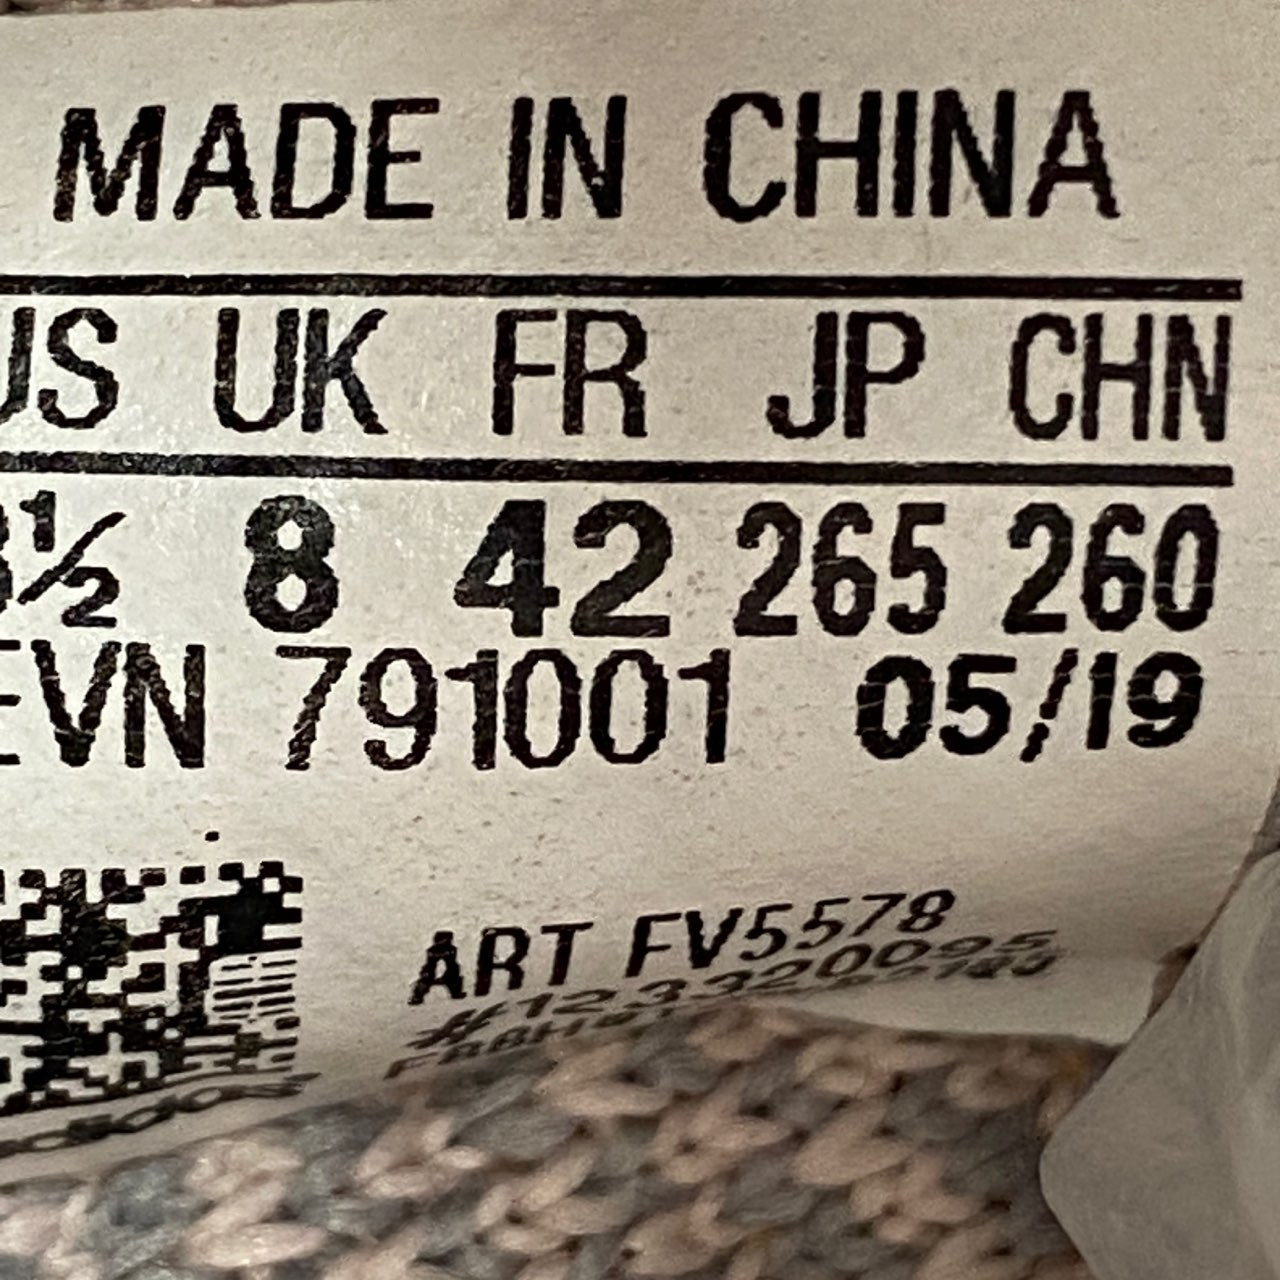 MADE IN CHINA
US UK FR JP CHN
8½ 8 42 265 260
EVN 791001 05/19
ART FV5578
#123320095